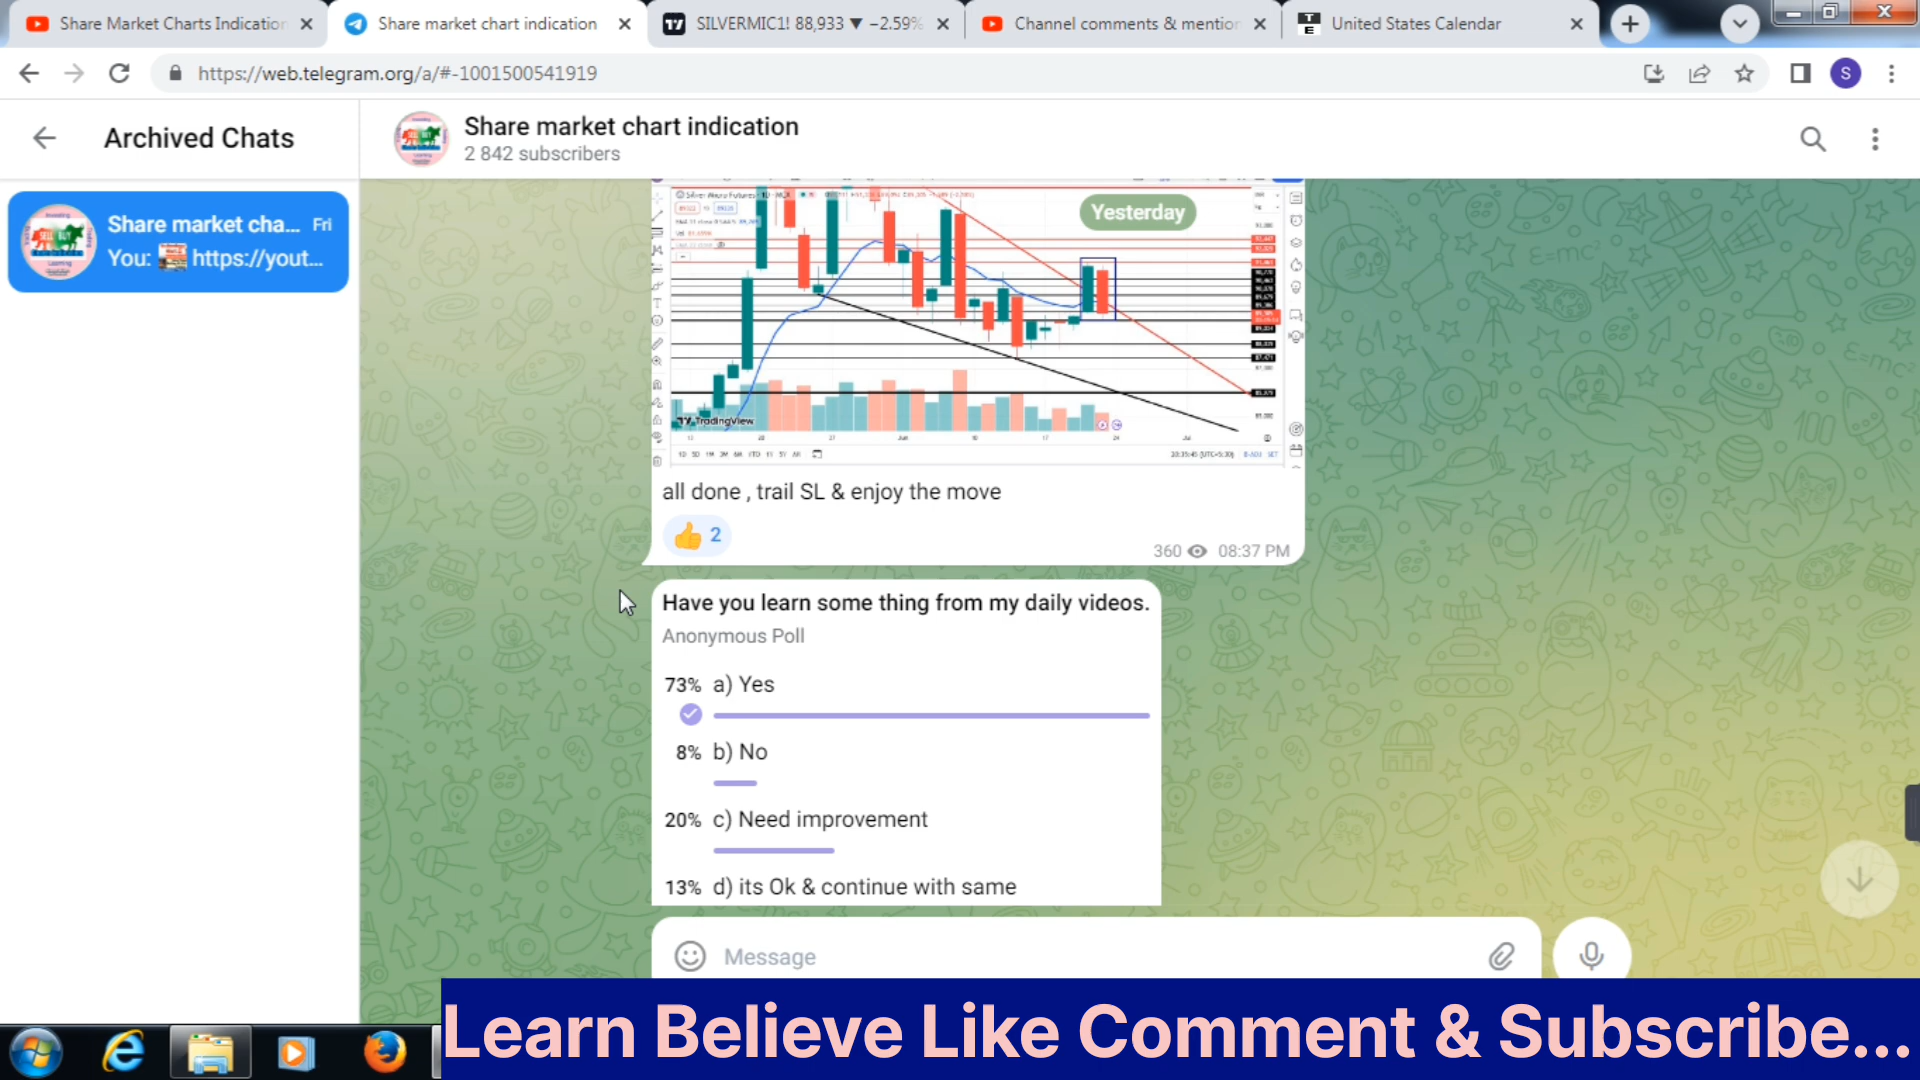 Share Market Charts Indication
Share market chart indication
SILVERMIC1! 88,933 ▼ −2.59%
Channel comments & mention
United States Calendar
https://web.telegram.org/a/#-1001500541919
S
Archived Chats
Share market chart indication
2 842 subscribers
Share market cha... Fri
You: https://yout...
Yesterday
TradingView
all done , trail SL & enjoy the move
👍 2
360 08:37 PM
Have you learn some thing from my daily videos.
Anonymous Poll
73% a) Yes
8% b) No
20% c) Need improvement
13% d) its Ok & continue with same
Message
Learn Believe Like Comment & Subscribe...